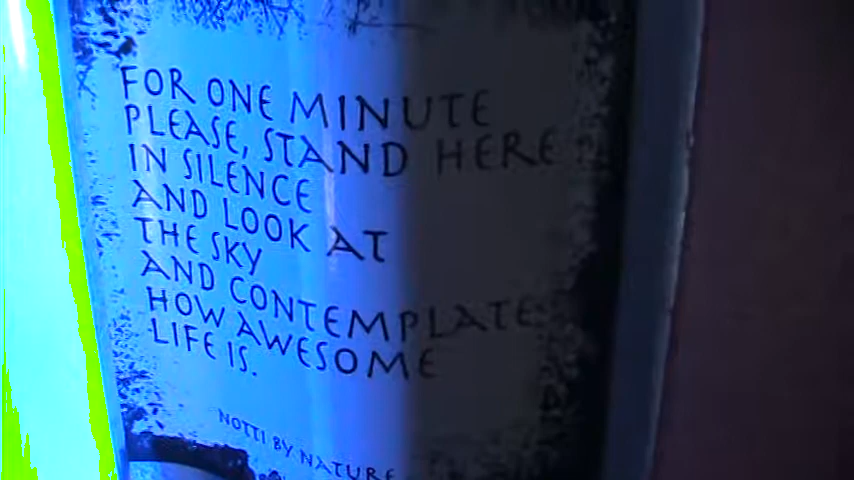 FOR ONE MINUTE
PLEASE, STAND HERE
IN SILENCE
AND LOOK AT
THE SKY
AND CONTEMPLATE
HOW AWESOME
LIFE IS.
NOTTI BY NATURE